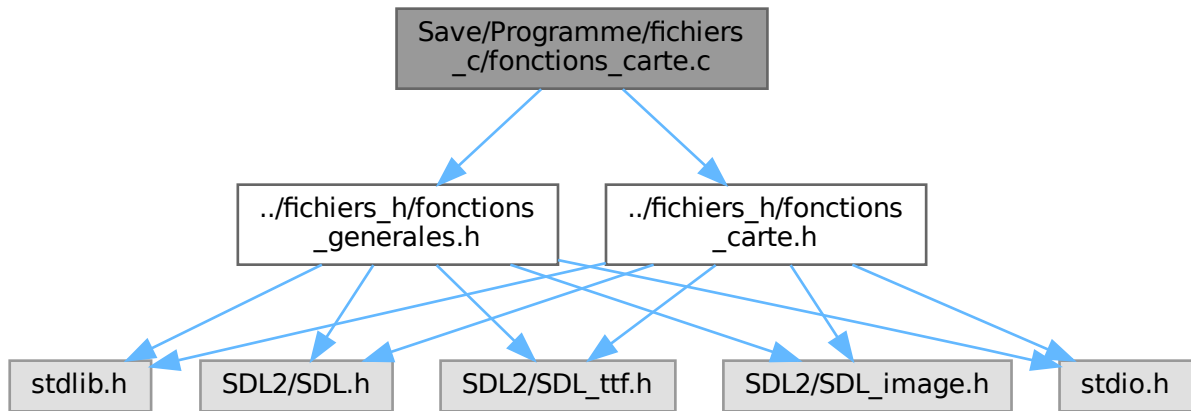 Save/Programme/fichiers
_c/fonctions_carte.c
../fichiers_h/fonctions
_generales.h
../fichiers_h/fonctions
_carte.h
stdlib.h
SDL2/SDL.h
SDL2/SDL_ttf.h
SDL2/SDL_image.h
stdio.h